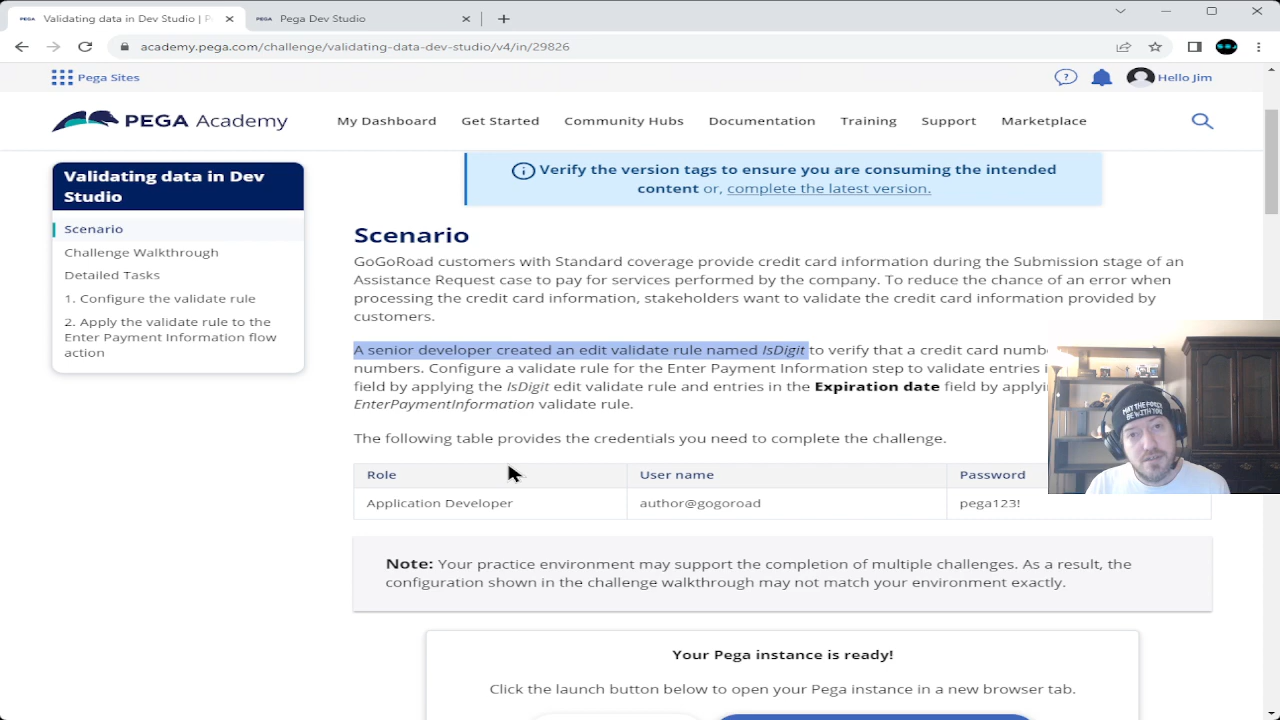 PEGA Validating data in Dev Studio | P
PEGA Pega Dev Studio
academy.pega.com/challenge/validating-data-dev-studio/v4/in/29826
Pega Sites
? Hello Jim
PEGA Academy My Dashboard Get Started Community Hubs Documentation Training Support Marketplace
Validating data in Dev
Studio
Scenario
Challenge Walkthrough
Detailed Tasks
1. Configure the validate rule
2. Apply the validate rule to the
Enter Payment Information flow
action
Verify the version tags to ensure you are consuming the intended
content or, complete the latest version.
Scenario
GoGoRoad customers with Standard coverage provide credit card information during the Submission stage of an
Assistance Request case to pay for services performed by the company. To reduce the chance of an error when
processing the credit card information, stakeholders want to validate the credit card information provided by
customers.
A senior developer created an edit validate rule named IsDigit to verify that a credit card numb
numbers. Configure a validate rule for the Enter Payment Information step to validate entries i
field by applying the IsDigit edit validate rule and entries in the Expiration date field by applyi
EnterPaymentInformation validate rule.
The following table provides the credentials you need to complete the challenge.
Role User name Password
Application Developer author@gogoroad pega123!
Note: Your practice environment may support the completion of multiple challenges. As a result, the
configuration shown in the challenge walkthrough may not match your environment exactly.
Your Pega instance is ready!
Click the launch button below to open your Pega instance in a new browser tab.
MAY THE FORCE
BE WITH YOU